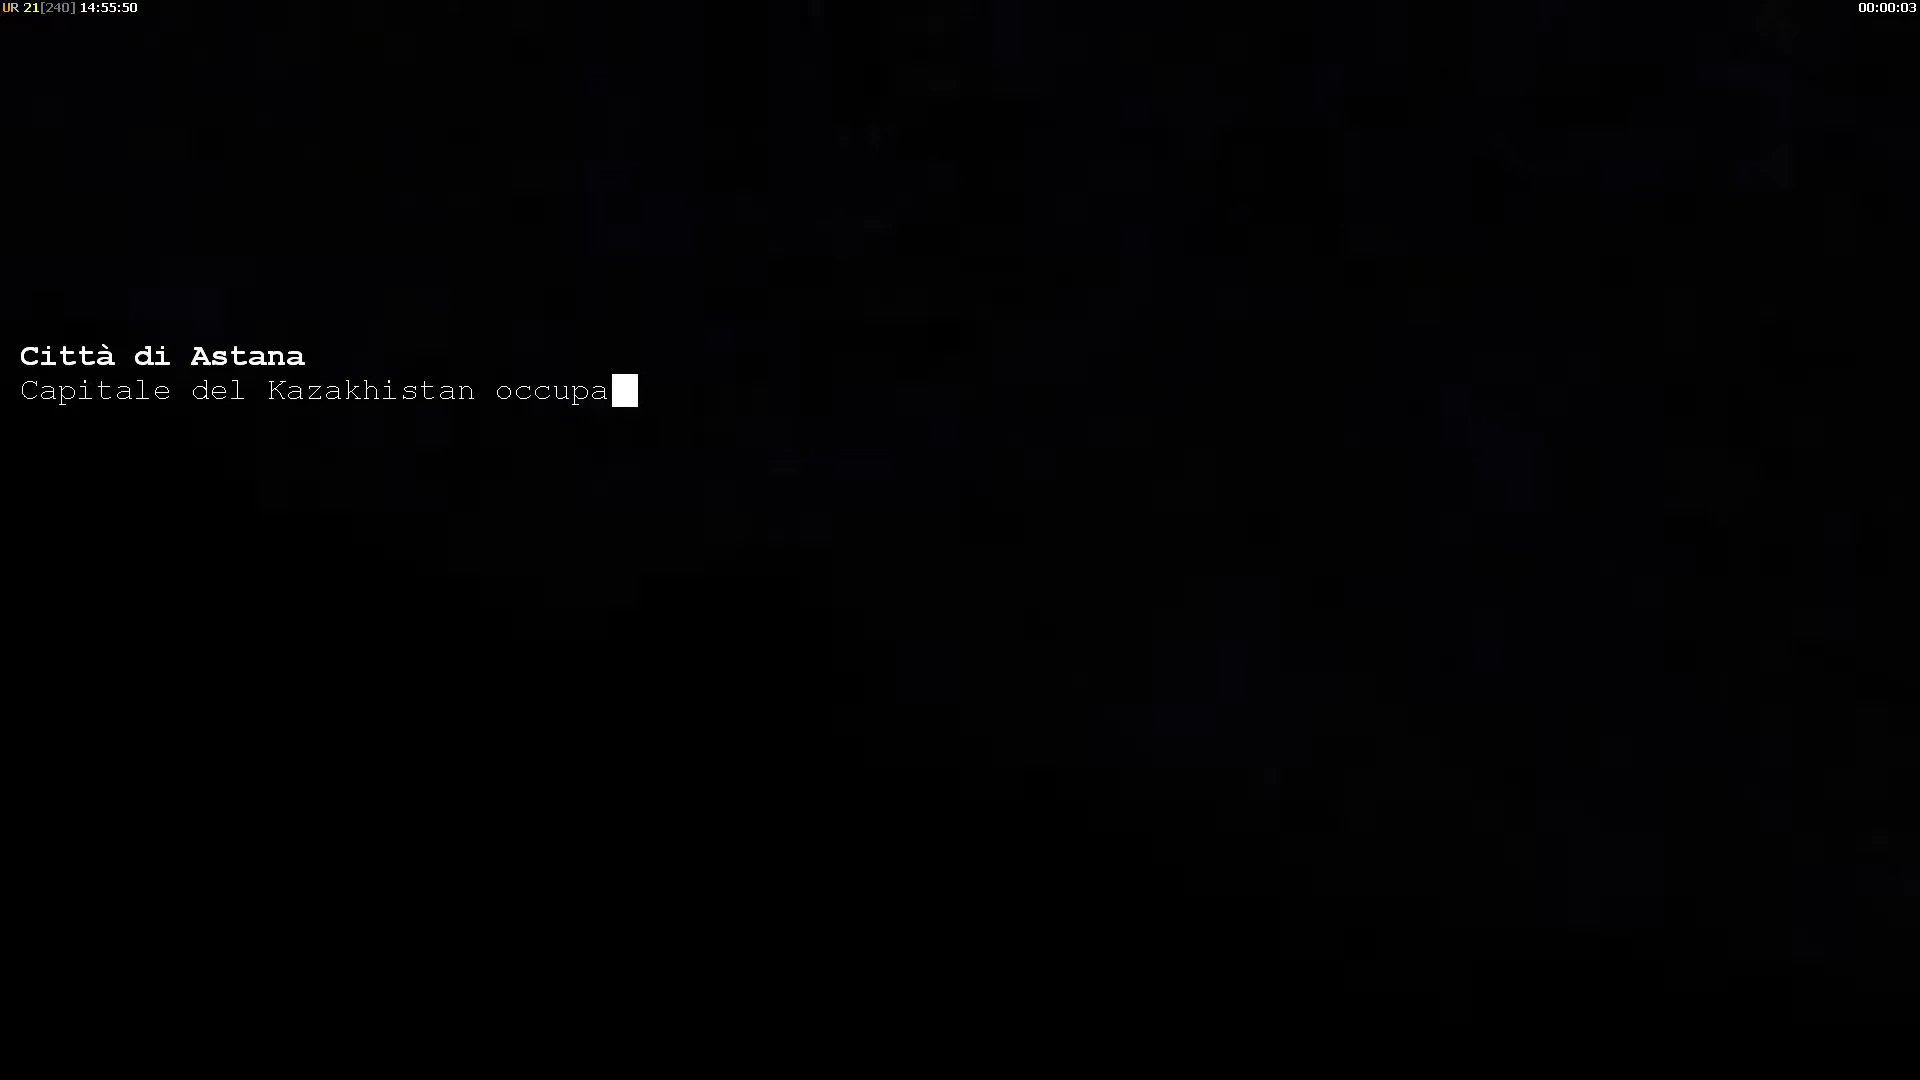 UR 21[240] 14:55:50
00:00:03
Città di Astana
Capitale del Kazakhistan occupa